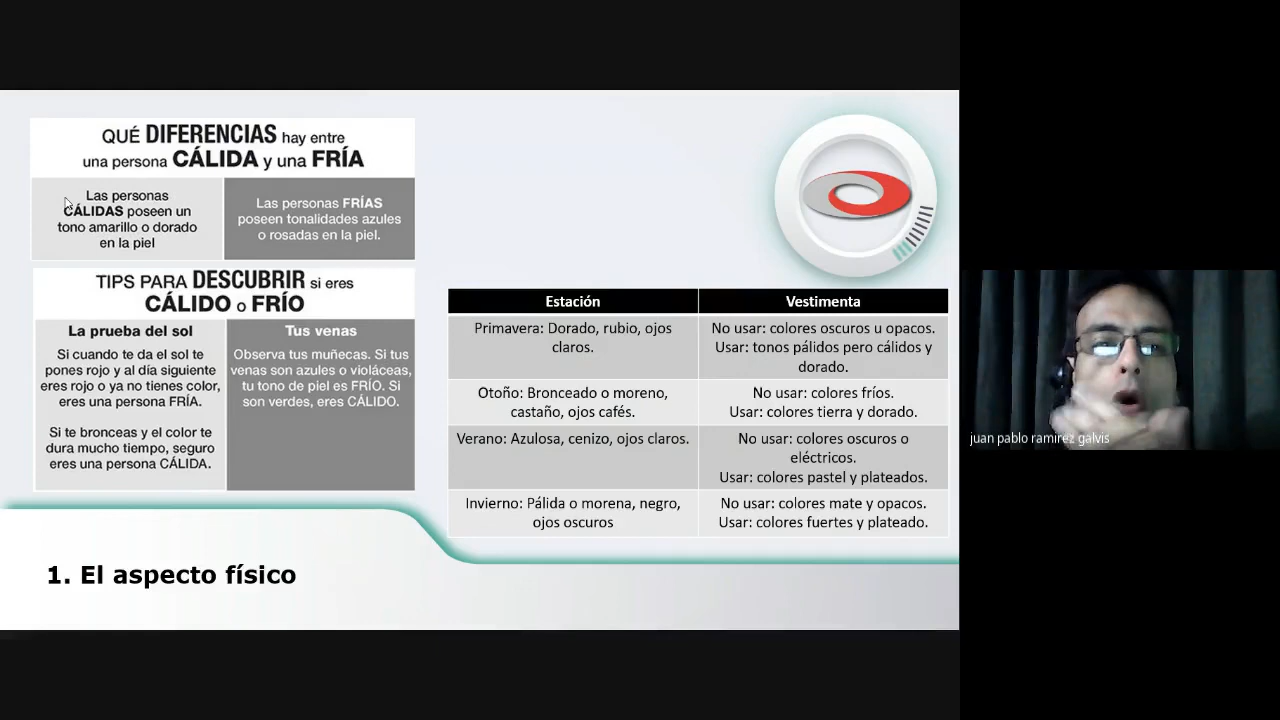 QUÉ DIFERENCIAS hay entre
una persona CÁLIDA y una FRÍA
Las personas
CÁLIDAS poseen un
tono amarillo o dorado
en la piel
Las personas FRÍAS
poseen tonalidades azules
o rosadas en la piel.
TIPS PARA DESCUBRIR si eres
CÁLIDO o FRÍO
La prueba del sol
Si cuando te da el sol te
pones rojo y al día siguiente
eres rojo o ya no tienes color,
eres una persona FRÍA.
Si te bronceas y el color te
dura mucho tiempo, seguro
eres una persona CÁLIDA.
Tus venas
Observa tus muñecas. Si tus
venas son azules o violáceas,
tu tono de piel es FRÍO. Si
son verdes, eres CÁLIDO.
Estación
Vestimenta
Primavera: Dorado, rubio, ojos
claros.
No usar: colores oscuros u opacos.
Usar: tonos pálidos pero cálidos y
dorado.
Otoño: Bronceado o moreno,
castaño, ojos cafés.
No usar: colores fríos.
Usar: colores tierra y dorado.
Verano: Azulosa, cenizo, ojos claros.
No usar: colores oscuros o
eléctricos.
Usar: colores pastel y plateados.
Invierno: Pálida o morena, negro,
ojos oscuros
No usar: colores mate y opacos.
Usar: colores fuertes y plateado.
1. El aspecto físico
juan pablo ramirez galvis